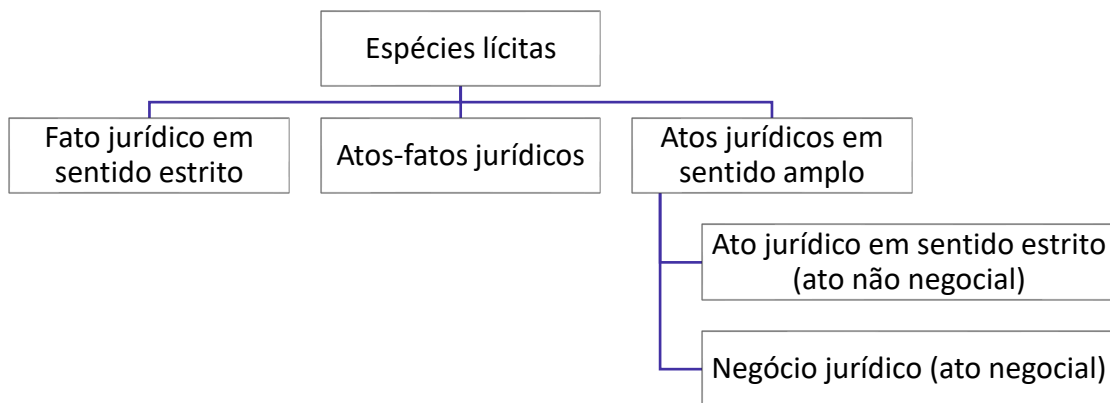 Espécies lícitas
Fato jurídico em
sentido estrito
Atos-fatos jurídicos
Atos jurídicos em
sentido amplo
Ato jurídico em sentido estrito
(ato não negocial)
Negócio jurídico (ato negocial)